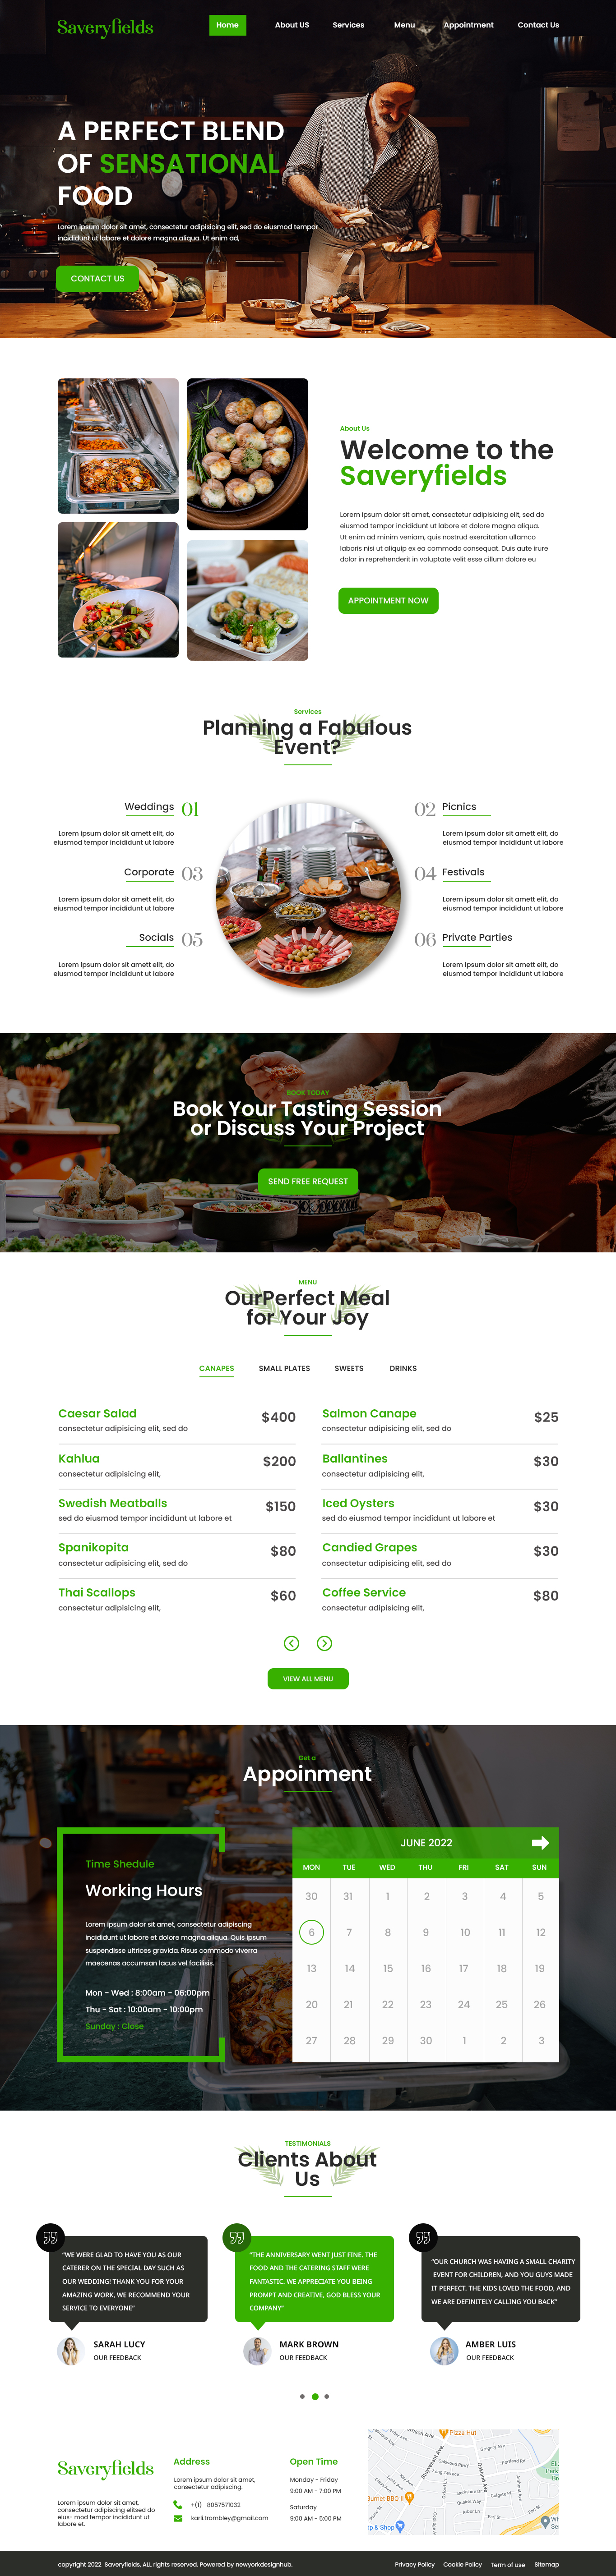 Saveryfields
Home About US Services Menu Appointment Contact Us
A PERFECT BLEND
OF SENSATIONAL
FOOD
Lorem ipsum dolor sit amet, consectetur adipisicing elit, sed do eiusmod tempor
incididunt ut labore et dolore magna aliqua. Ut enim ad,
CONTACT US
About Us
Welcome to the
Saveryfields
Lorem ipsum dolor sit amet, consectetur adipisicing elit, sed do
eiusmod tempor incididunt ut labore et dolore magna aliqua.
Ut enim ad minim veniam, quis nostrud exercitation ullamco
laboris nisi ut aliquip ex ea commodo consequat. Duis aute irure
dolor in reprehenderit in voluptate velit esse cillum dolore eu
APPOINTMENT NOW
Services
Planning a Fabulous
Event?
Weddings 01
Lorem ipsum dolor sit amett elit, do
eiusmod tempor incididunt ut labore
02 Picnics
Lorem ipsum dolor sit amett elit, do
eiusmod tempor incididunt ut labore
Corporate 03
Lorem ipsum dolor sit amett elit, do
eiusmod tempor incididunt ut labore
04 Festivals
Lorem ipsum dolor sit amett elit, do
eiusmod tempor incididunt ut labore
Socials 05
Lorem ipsum dolor sit amett elit, do
eiusmod tempor incididunt ut labore
06 Private Parties
Lorem ipsum dolor sit amett elit, do
eiusmod tempor incididunt ut labore
BOOK TODAY
Book Your Tasting Session
or Discuss Your Project
SEND FREE REQUEST
MENU
OurPerfect Meal
for Your Joy
CANAPES SMALL PLATES SWEETS DRINKS
Caesar Salad $400
consectetur adipisicing elit, sed do
Kahlua $200
consectetur adipisicing elit,
Swedish Meatballs $150
sed do eiusmod tempor incididunt ut labore et
Spanikopita $80
consectetur adipisicing elit, sed do
Thai Scallops $60
consectetur adipisicing elit,
Salmon Canape $25
consectetur adipisicing elit, sed do
Ballantines $30
consectetur adipisicing elit,
Iced Oysters $30
sed do eiusmod tempor incididunt ut labore et
Candied Grapes $30
consectetur adipisicing elit, sed do
Coffee Service $80
consectetur adipisicing elit,
VIEW ALL MENU
Get a
Appoinment
Time Shedule
Working Hours
Lorem ipsum dolor sit amet, consectetur adipiscing
incididunt ut labore et dolore magna aliqua. Quis ipsum
suspendisse ultrices gravida. Risus commodo viverra
maecenas accumsan lacus vel facilisis.
Mon - Wed : 8:00am - 06:00pm
Thu - Sat : 10:00am - 10:00pm
Sunday : Close
JUNE 2022
MON TUE WED THU FRI SAT SUN
30 31 1 2 3 4 5
6 7 8 9 10 11 12
13 14 15 16 17 18 19
20 21 22 23 24 25 26
27 28 29 30 1 2 3
TESTIMONIALS
Clients About
Us
"WE WERE GLAD TO HAVE YOU AS OUR
CATERER ON THE SPECIAL DAY SUCH AS
OUR WEDDING! THANK YOU FOR YOUR
AMAZING WORK, WE RECOMMEND YOUR
SERVICE TO EVERYONE"
SARAH LUCY
OUR FEEDBACK
"THE ANNIVERSARY WENT JUST FINE. THE
FOOD AND THE CATERING STAFF WERE
FANTASTIC. WE APPRECIATE YOU BEING
PROMPT AND CREATIVE, GOD BLESS YOUR
COMPANY"
MARK BROWN
OUR FEEDBACK
"OUR CHURCH WAS HAVING A SMALL CHARITY
EVENT FOR CHILDREN, AND YOU GUYS MADE
IT PERFECT. THE KIDS LOVED THE FOOD, AND
WE ARE DEFINITELY CALLING YOU BACK"
AMBER LUIS
OUR FEEDBACK
Saveryfields
Lorem ipsum dolor sit amet,
consectetur adipiscing elitsed do
eius- mod tempor incididunt ut
labore et.
Address
Lorem ipsum dolor sit amet,
consectetur adipiscing.
+(1) 8057571032
karli.trombley@gmail.com
Open Time
Monday - Friday
9:00 AM - 7:00 PM
Saturday
9:00 AM - 5:00 PM
Pizza Hut
Gregory Ave
Oakwood Pkwy
Long Terrace
Oakland Ave
Burnet BBQ II
p & Shop
copyright 2022 Saveryfields, ALL rights reserved. Powered by newyorkdesignhub.
Privacy Policy Cookie Policy Term of use Sitemap